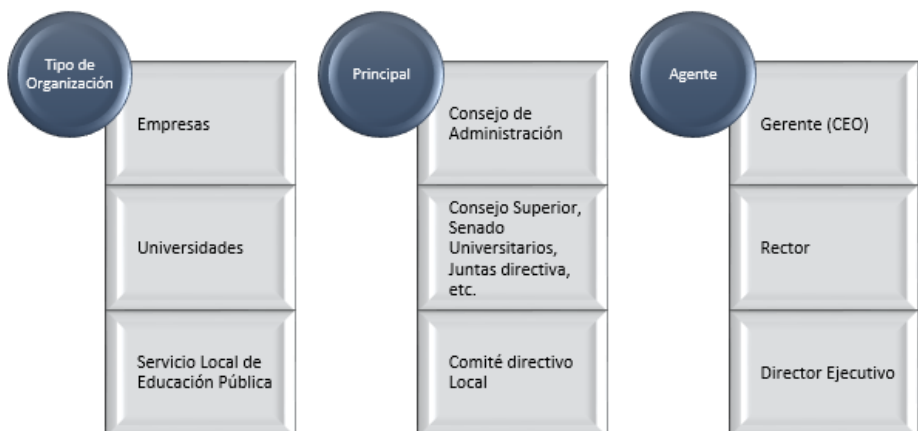 Tipo de
Organización
Empresas
Universidades
Servicio Local de
Educación Pública
Principal
Consejo de
Administración
Consejo Superior,
Senado
Universitarios,
Juntas directiva,
etc.
Comité directivo
Local
Agente
Gerente (CEO)
Rector
Director Ejecutivo